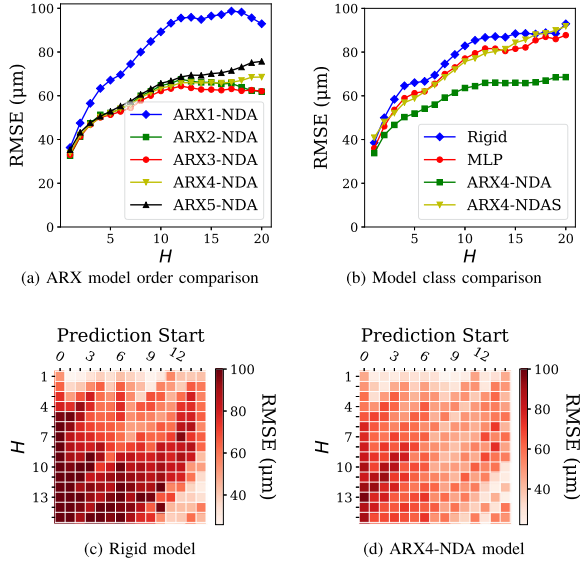 100
80
60
40
20
0
RMSE (μm)
ARX1-NDA
ARX2-NDA
ARX3-NDA
ARX4-NDA
ARX5-NDA
5 10 15 20
H
(a) ARX model order comparison
100
80
60
40
20
0
RMSE (μm)
Rigid
MLP
ARX4-NDA
ARX4-NDAS
5 10 15 20
H
(b) Model class comparison
Prediction Start
0 3 6 9 12
1
4
7
10
13
H
100
80
60
40
RMSE (μm)
(c) Rigid model
Prediction Start
0 3 6 9 12
1
4
7
10
13
H
100
80
60
40
RMSE (μm)
(d) ARX4-NDA model